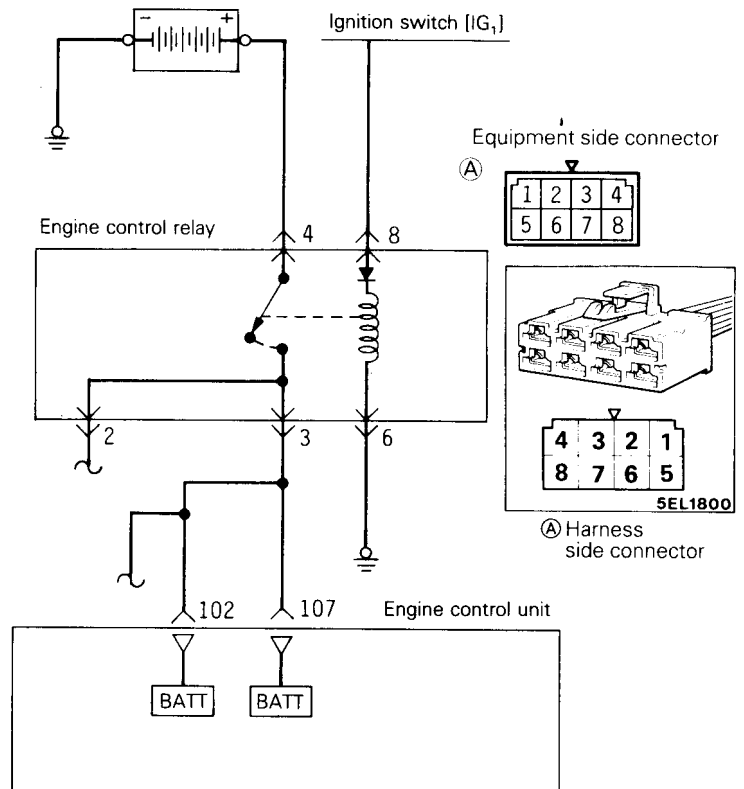 - +
Ignition switch [IG₁]
Equipment side connector
Ⓐ
1 2 3 4
5 6 7 8
Engine control relay
4
8
2
3
6
4 3 2 1
8 7 6 5
5EL1800
Ⓐ Harness
side connector
102
107
Engine control unit
BATT
BATT